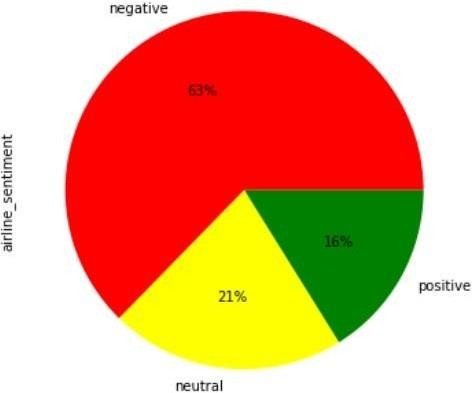 negative
63%
airline_sentiment
16%
positive
21%
neutral